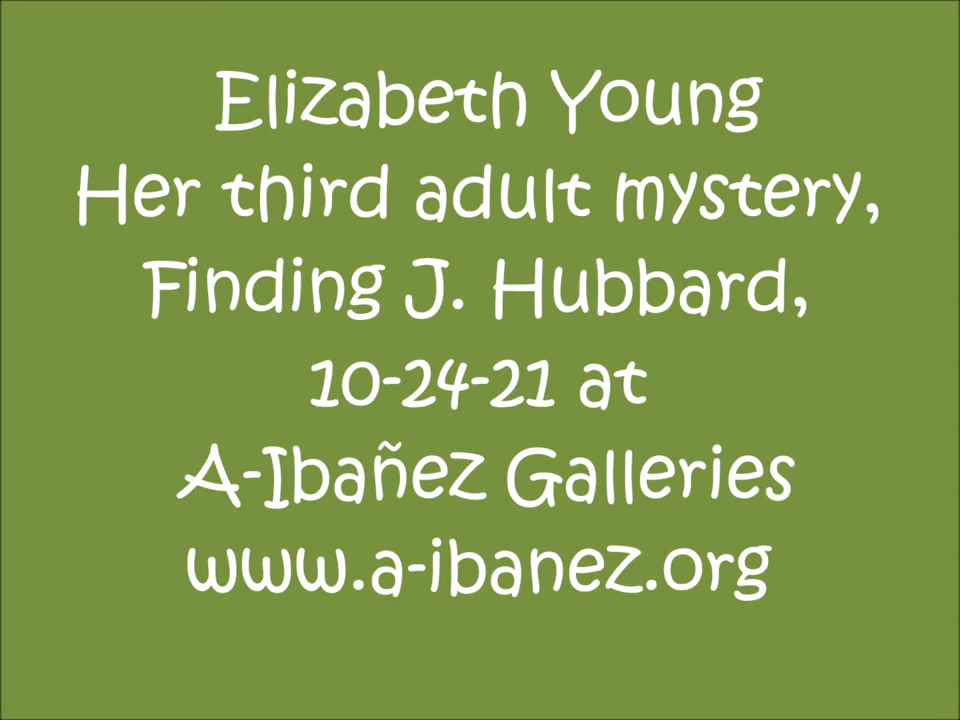 Elizabeth Young
Her third adult mystery,
Finding J. Hubbard,
10-24-21 at
A-Ibañez Galleries
www.a-ibanez.org